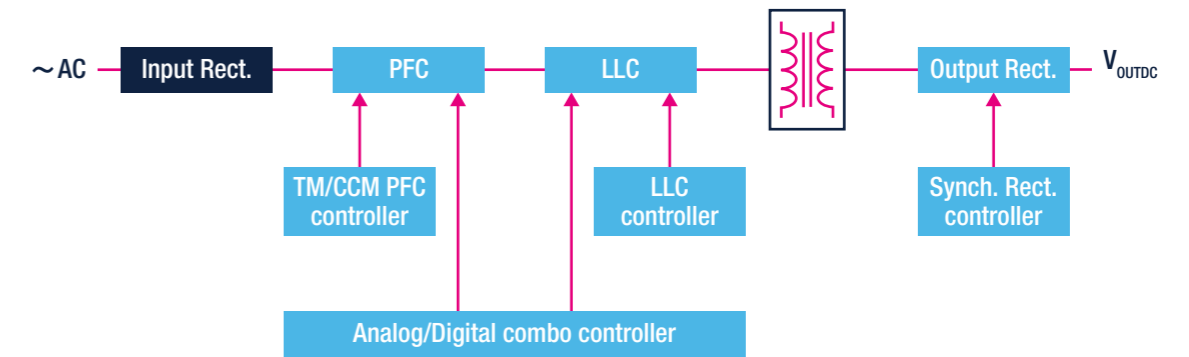 ~ AC
Input Rect.
PFC
LLC
Output Rect.
VOUTDC
TM/CCM PFC
controller
LLC
controller
Synch. Rect.
controller
Analog/Digital combo controller